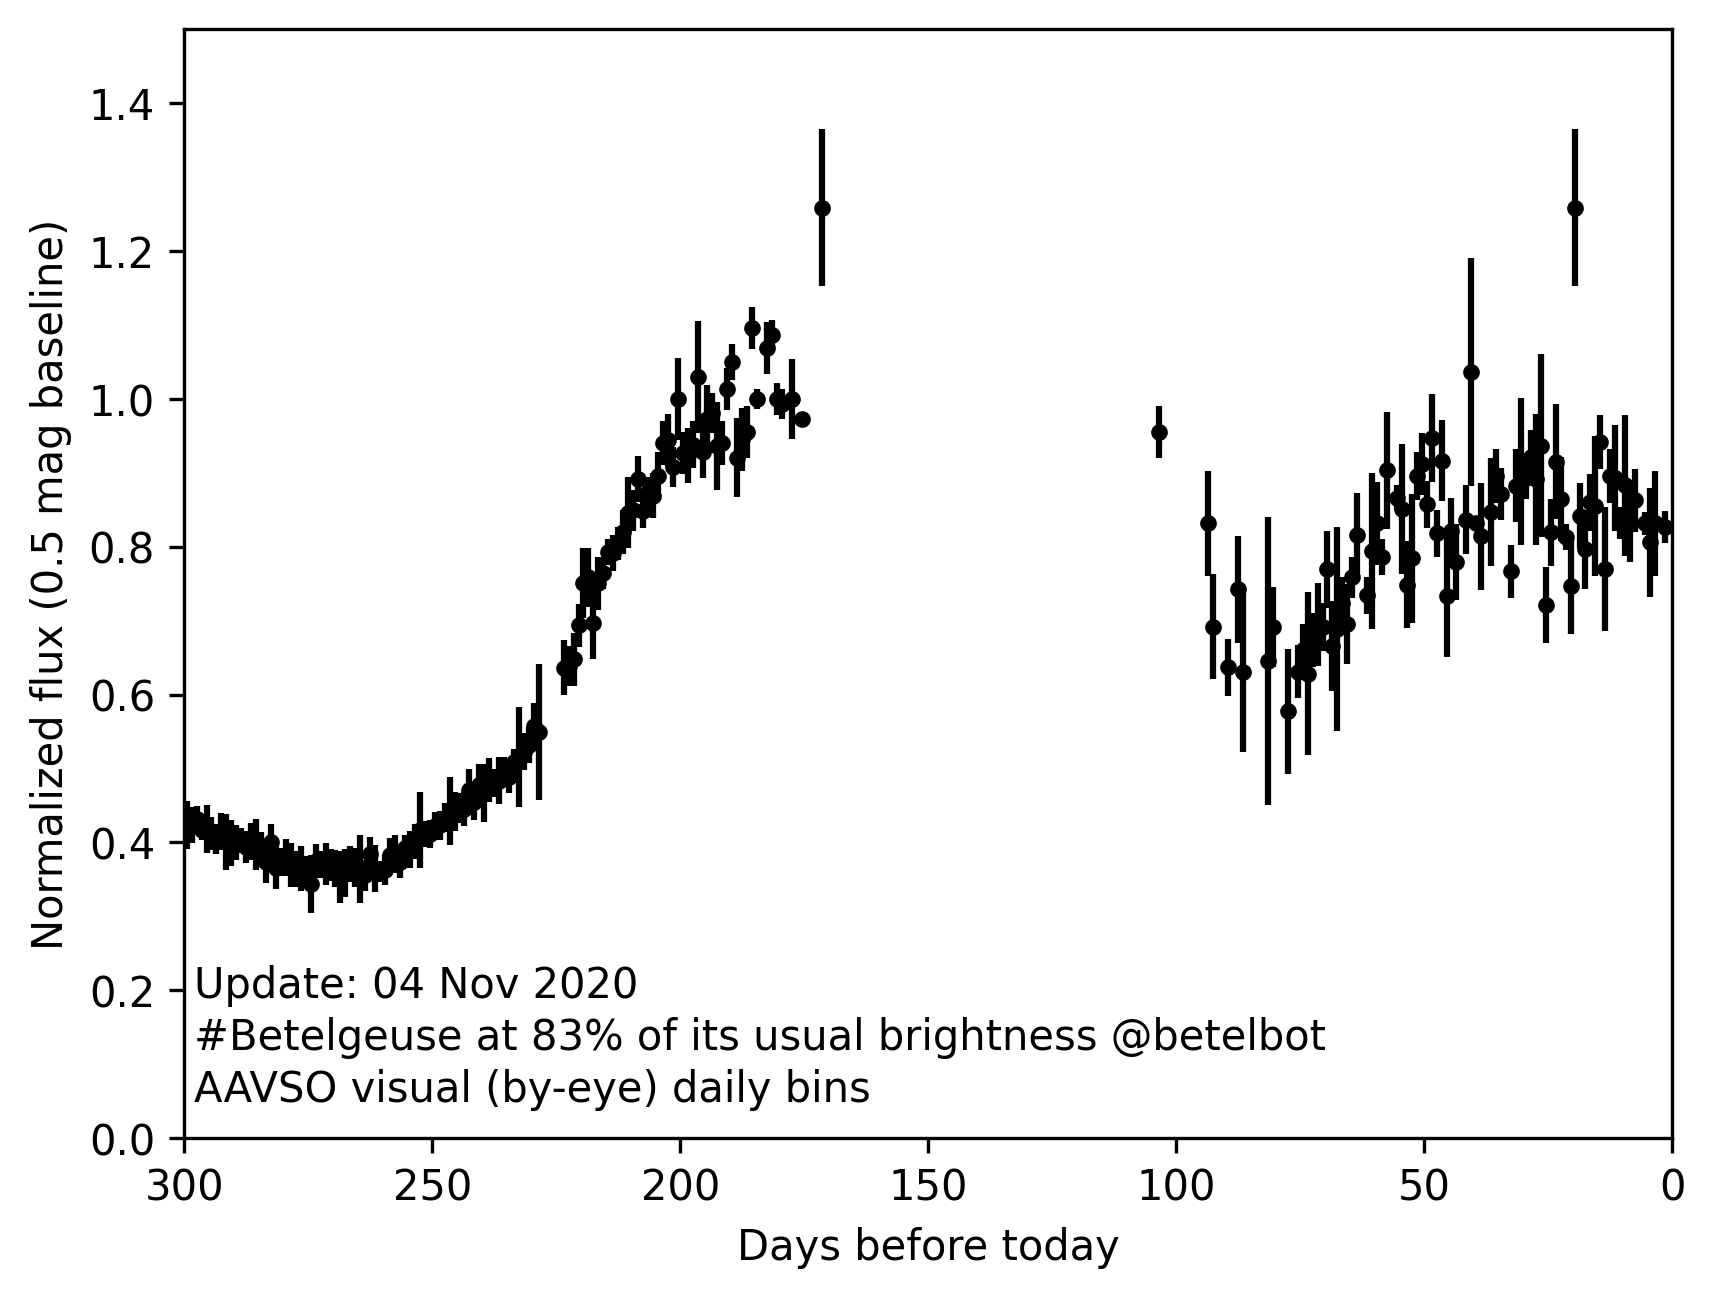 1.4
1.2
1.0
0.8
0.6
0.4
0.2
0.0
Normalized flux (0.5 mag baseline)
Update: 04 Nov 2020
#Betelgeuse at 83% of its usual brightness @betelbot
AAVSO visual (by-eye) daily bins
300 250 200 150 100 50 0
Days before today